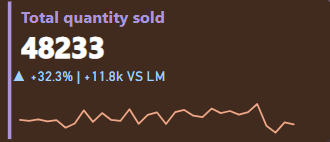 Total quantity sold
48233
▲ +32.3% | +11.8k VS LM